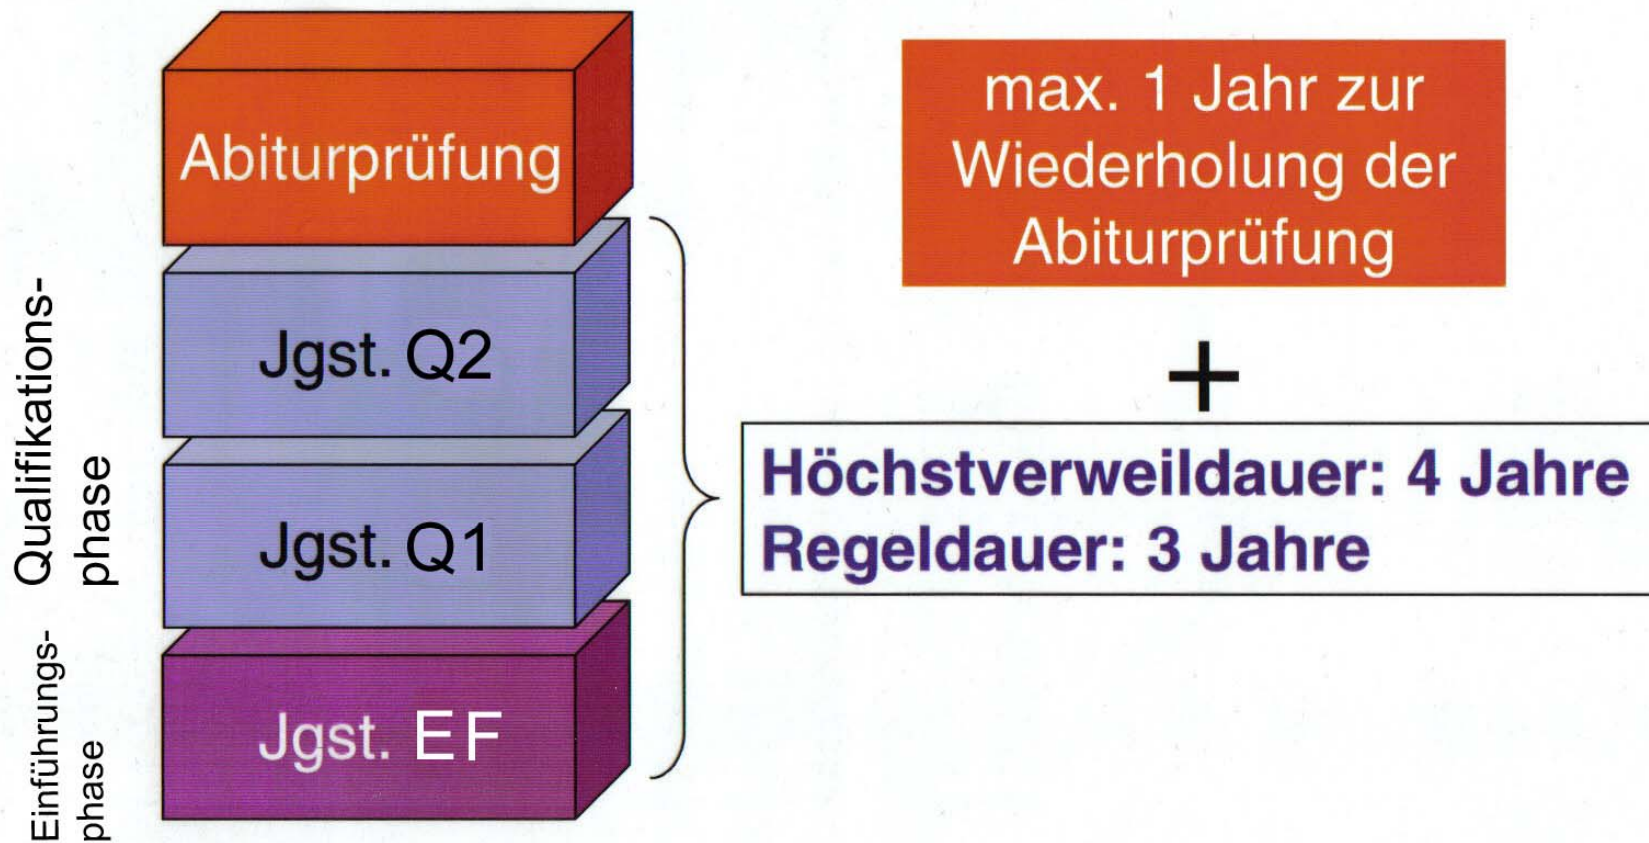 Abiturprüfung
Jgst. Q2
Jgst. Q1
Jgst. EF
Qualifikations-
phase
Einführungs-
phase
max. 1 Jahr zur
Wiederholung der
Abiturprüfung
+
Höchstverweildauer: 4 Jahre
Regeldauer: 3 Jahre